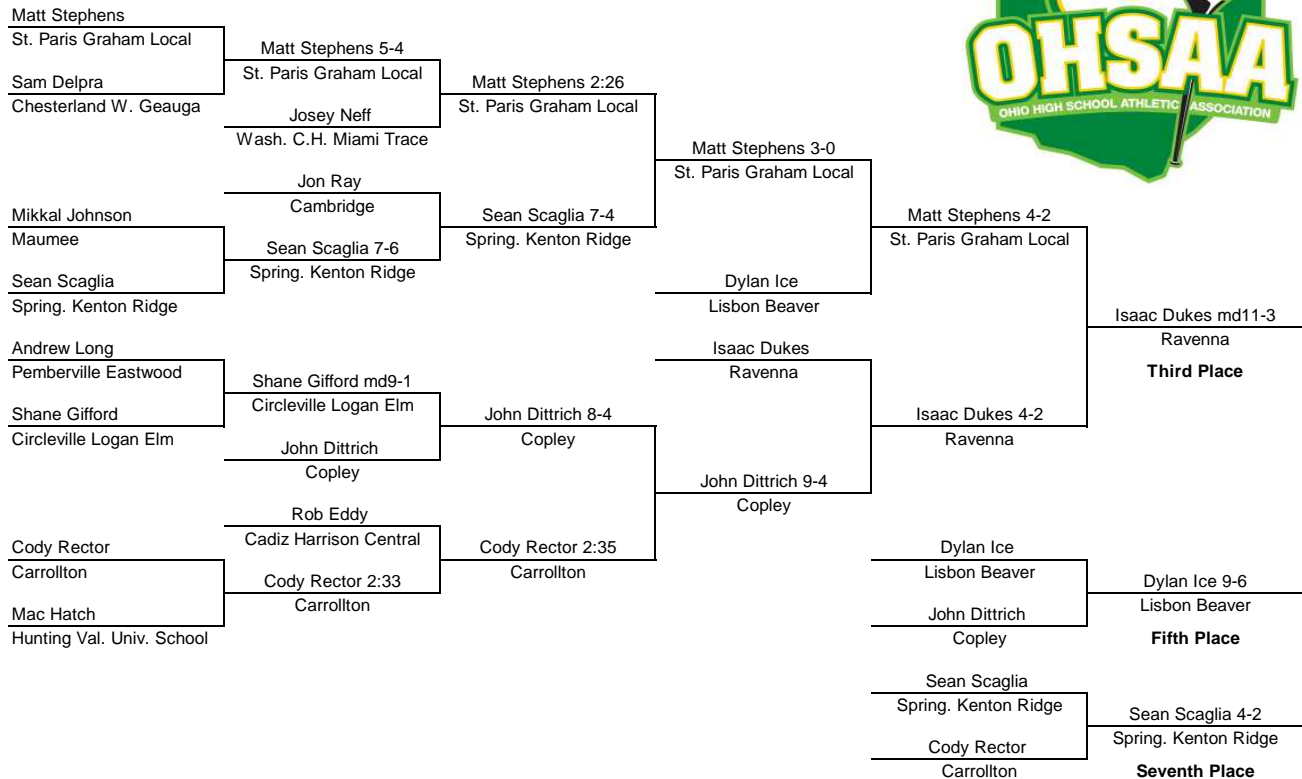 Matt Stephens
St. Paris Graham Local
Sam Delpra
Chesterland W. Geauga
Mikkal Johnson
Maumee
Sean Scaglia
Spring. Kenton Ridge
Andrew Long
Pemberville Eastwood
Shane Gifford
Circleville Logan Elm
Cody Rector
Carrollton
Mac Hatch
Hunting Val. Univ. School
Matt Stephens 5-4
St. Paris Graham Local
Josey Neff
Wash. C.H. Miami Trace
Jon Ray
Cambridge
Sean Scaglia 7-6
Spring. Kenton Ridge
Shane Gifford md9-1
Circleville Logan Elm
John Dittrich
Copley
Rob Eddy
Cadiz Harrison Central
Cody Rector 2:33
Carrollton
Matt Stephens 2:26
St. Paris Graham Local
Sean Scaglia 7-4
Spring. Kenton Ridge
John Dittrich 8-4
Copley
Cody Rector 2:35
Carrollton
Matt Stephens 3-0
St. Paris Graham Local
Dylan Ice
Lisbon Beaver
Isaac Dukes
Ravenna
John Dittrich 9-4
Copley
Matt Stephens 4-2
St. Paris Graham Local
Isaac Dukes 4-2
Ravenna
Isaac Dukes md11-3
Ravenna
Third Place
Dylan Ice
Lisbon Beaver
John Dittrich
Copley
Dylan Ice 9-6
Lisbon Beaver
Fifth Place
Sean Scaglia
Spring. Kenton Ridge
Cody Rector
Carrollton
Sean Scaglia 4-2
Spring. Kenton Ridge
Seventh Place
OHSAA
OHIO HIGH SCHOOL ATHLETIC ASSOCIATION